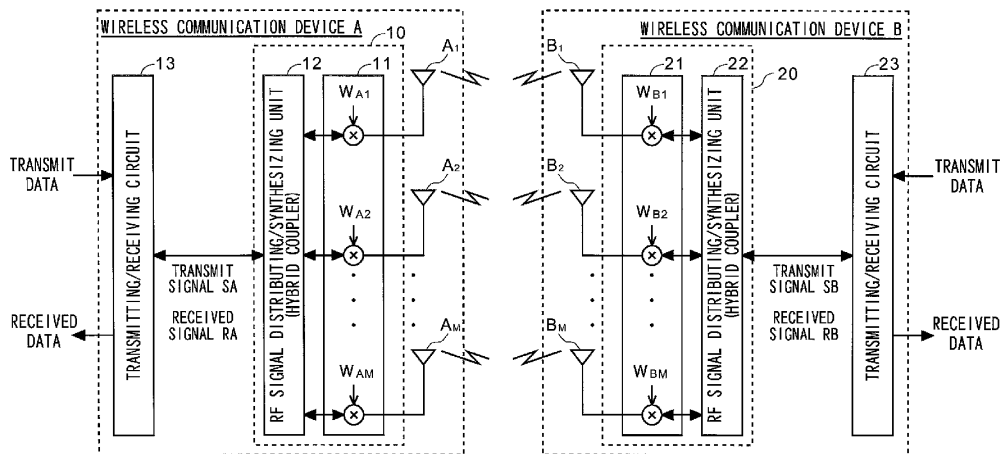 WIRELESS COMMUNICATION DEVICE A
WIRELESS COMMUNICATION DEVICE B
10
13
12
11
A1
B1
21
22
20
23
WA1
WB1
TRANSMIT
DATA
TRANSMITTING/RECEIVING CIRCUIT
RF SIGNAL DISTRIBUTING/SYNTHESIZING UNIT
(HYBRID COUPLER)
A2
B2
WA2
WB2
RF SIGNAL DISTRIBUTING/SYNTHESIZING UNIT
(HYBRID COUPLER)
TRANSMITTING/RECEIVING CIRCUIT
TRANSMIT
DATA
TRANSMIT
SIGNAL SA
TRANSMIT
SIGNAL SB
RECEIVED
DATA
RECEIVED
SIGNAL RA
AM
BM
RECEIVED
SIGNAL RB
RECEIVED
DATA
WAM
WBM